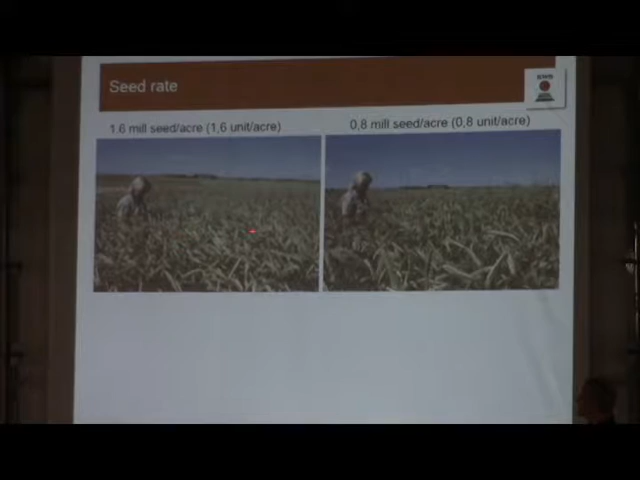 Seed rate
KWS
1.6 mill seed/acre (1,6 unit/acre)
0,8 mill seed/acre (0,8 unit/acre)